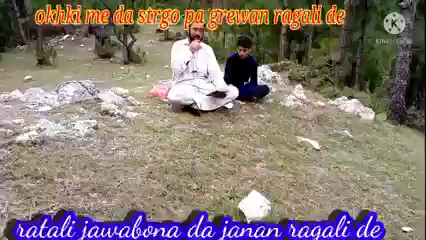 okhki me da strgo pa grewan ragali de
ratali jawabona da janan ragali de